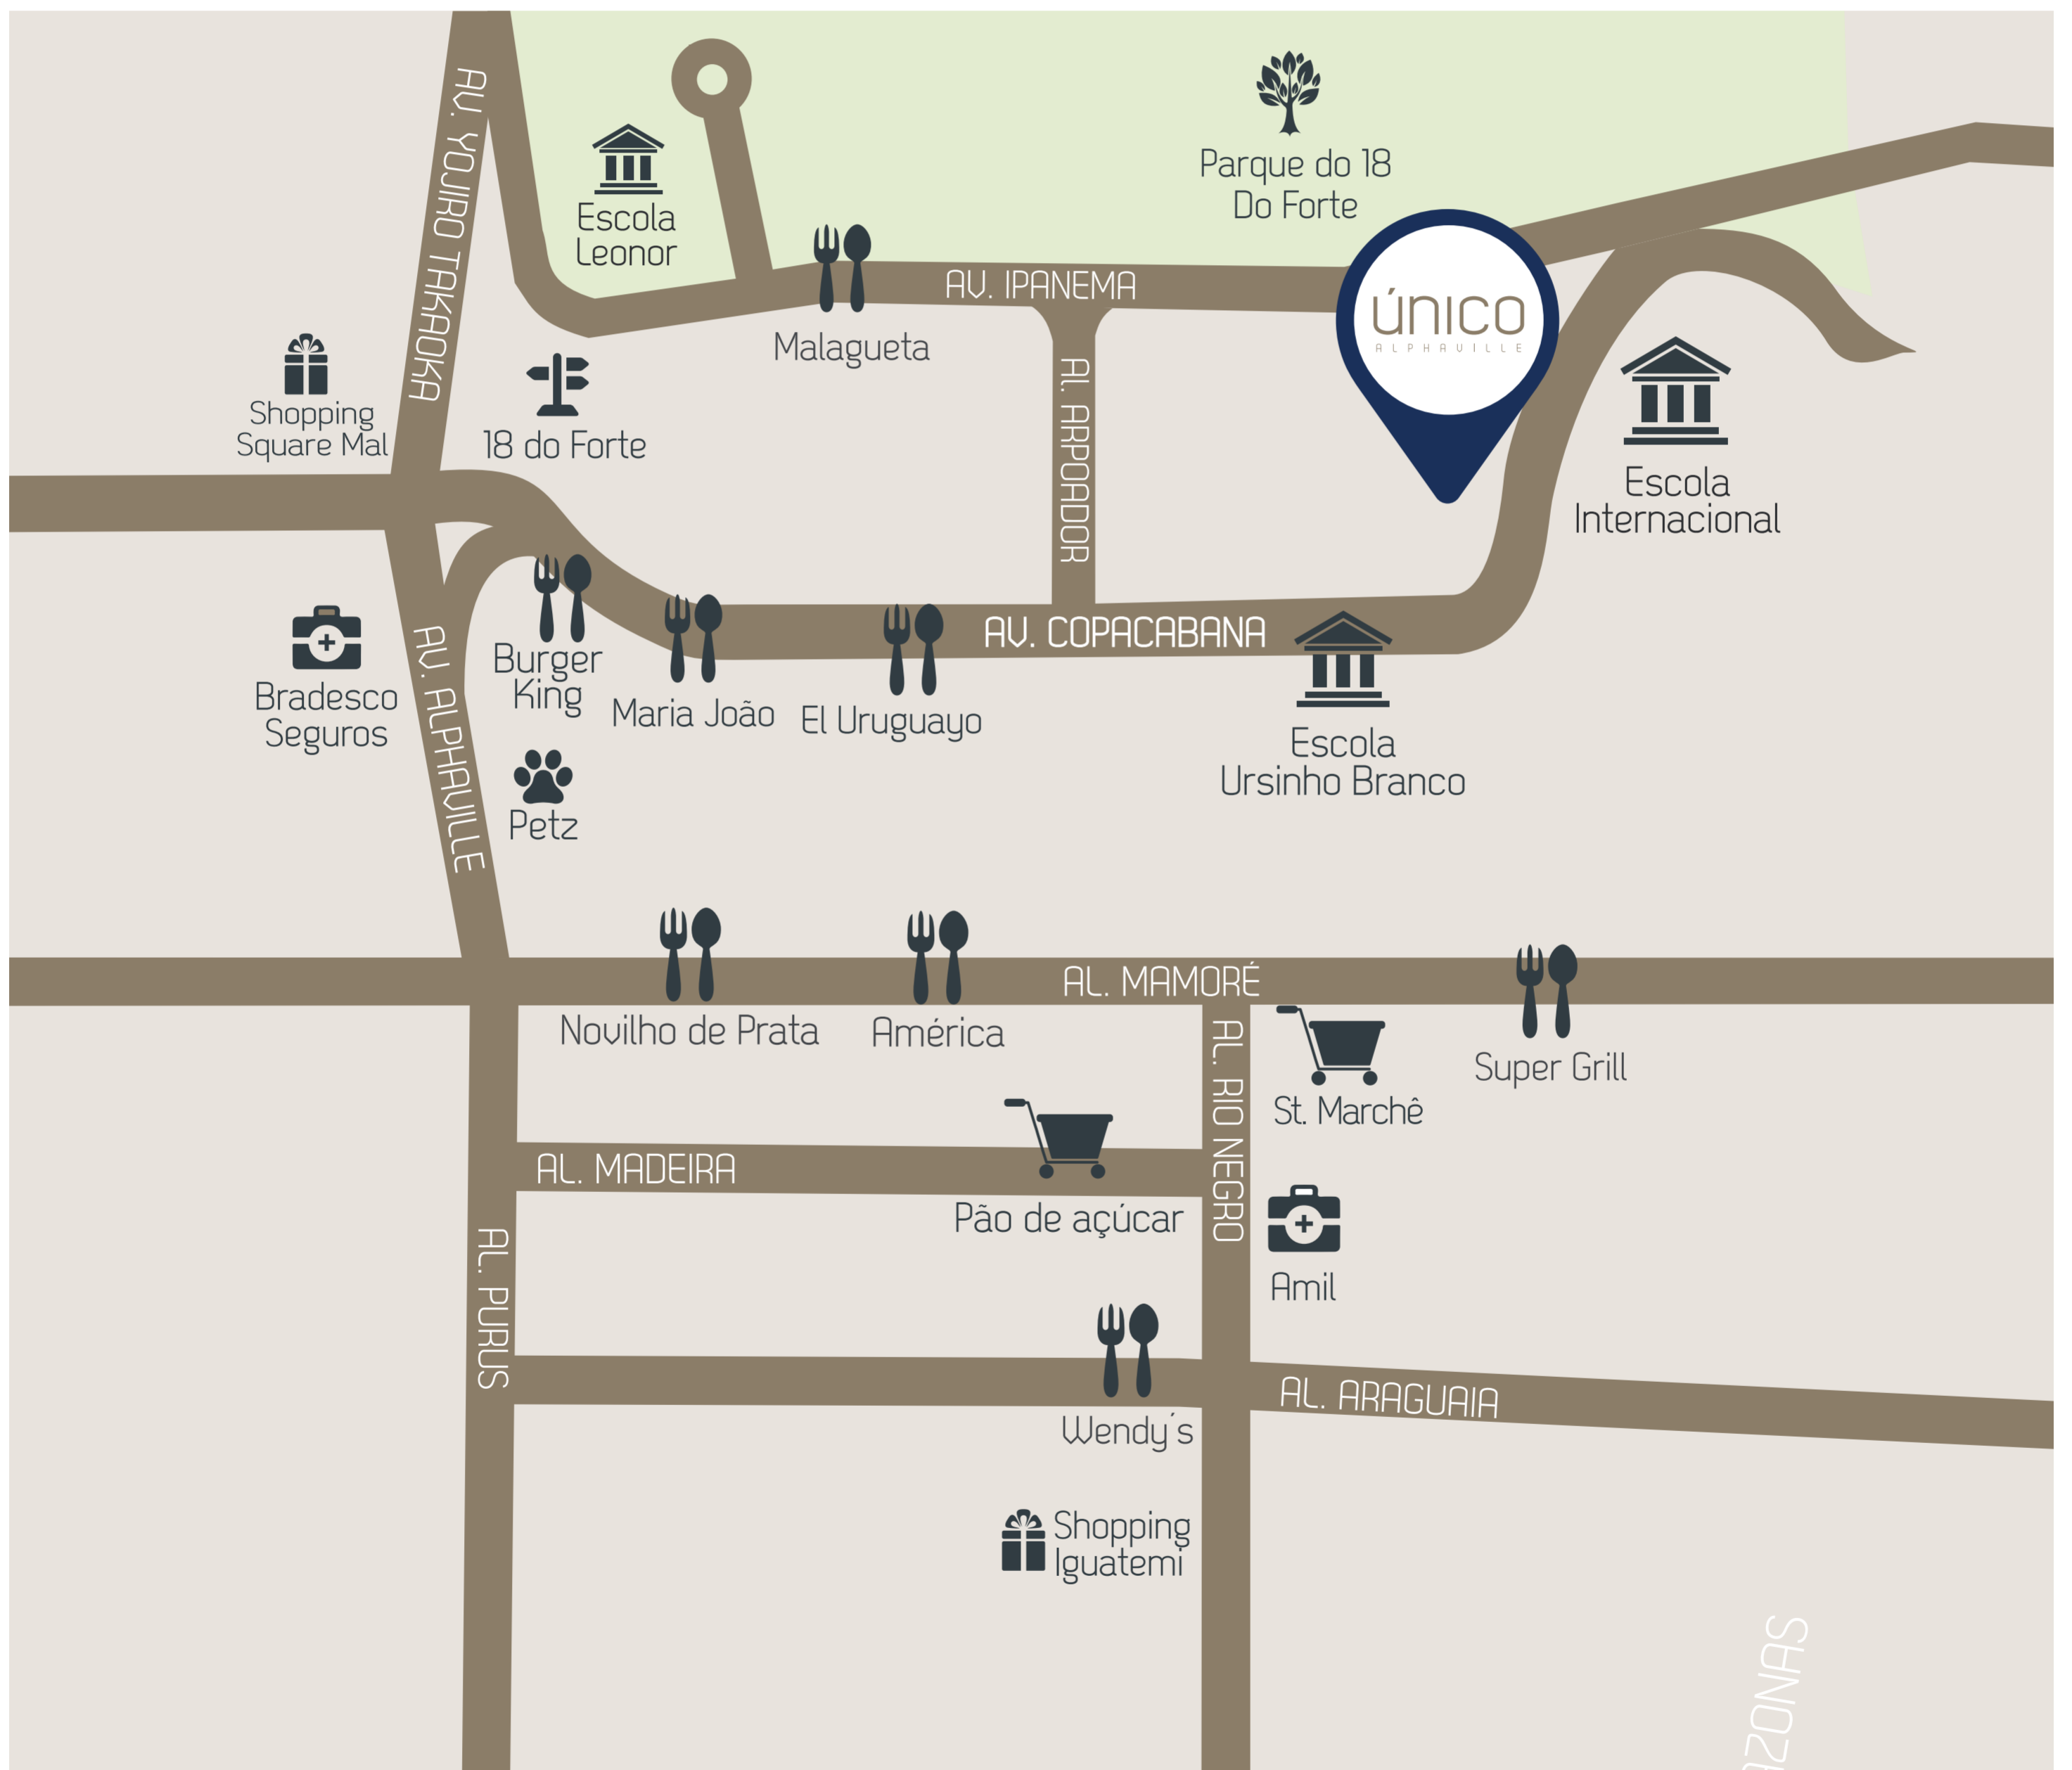 AV. YOJIRO TAKAOKA
Escola
Leonor
Parque do 18
Do Forte
AV. IPANEMA
Malagueta
único
ALPHAVILLE
Shopping
Square Mal
18 do Forte
AL. ARPOADOR
Escola
Internacional
AV. COPACABANA
Bradesco
Seguros
AV. ALPHAVILLE
Burger
King
Maria João
El Uruguayo
Escola
Ursinho Branco
Petz
AL. MAMORÉ
Novilho de Prata
América
Super Grill
AL. RIO NEGRO
St. Marchê
AL. MADEIRA
Pão de açúcar
Amil
AL. PURUS
Wendy´s
AL. ARAGUAIA
Shopping
Iguatemi
AZONAS